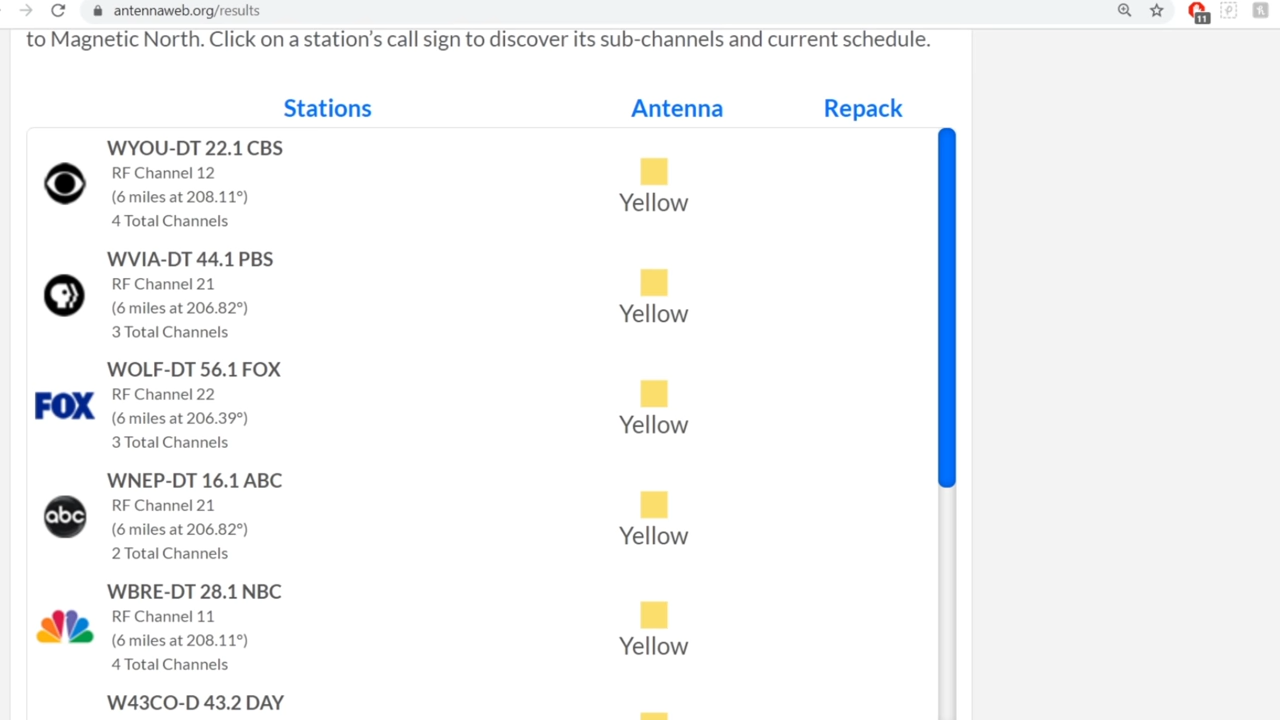 antennaweb.org/results
11
to Magnetic North. Click on a station's call sign to discover its sub-channels and current schedule.
Stations Antenna Repack
WYOU-DT 22.1 CBS
RF Channel 12
(6 miles at 208.11°)
4 Total Channels
Yellow
WVIA-DT 44.1 PBS
RF Channel 21
(6 miles at 206.82°)
3 Total Channels
Yellow
FOX
WOLF-DT 56.1 FOX
RF Channel 22
(6 miles at 206.39°)
3 Total Channels
Yellow
abc
WNEP-DT 16.1 ABC
RF Channel 21
(6 miles at 206.82°)
2 Total Channels
Yellow
WBRE-DT 28.1 NBC
RF Channel 11
(6 miles at 208.11°)
4 Total Channels
Yellow
W43CO-D 43.2 DAY